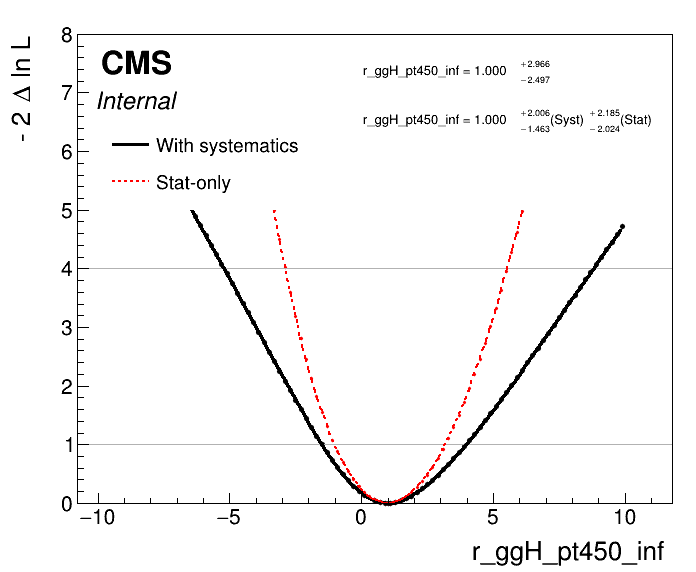 - 2 Δ ln L
8
7
6
5
4
3
2
1
0
CMS
Internal
With systematics
Stat-only
r_ggH_pt450_inf = 1.000 +2.966 −2.497
r_ggH_pt450_inf = 1.000 +2.006 −1.463 (Syst) +2.185 −2.024 (Stat)
−10 −5 0 5 10
r_ggH_pt450_inf